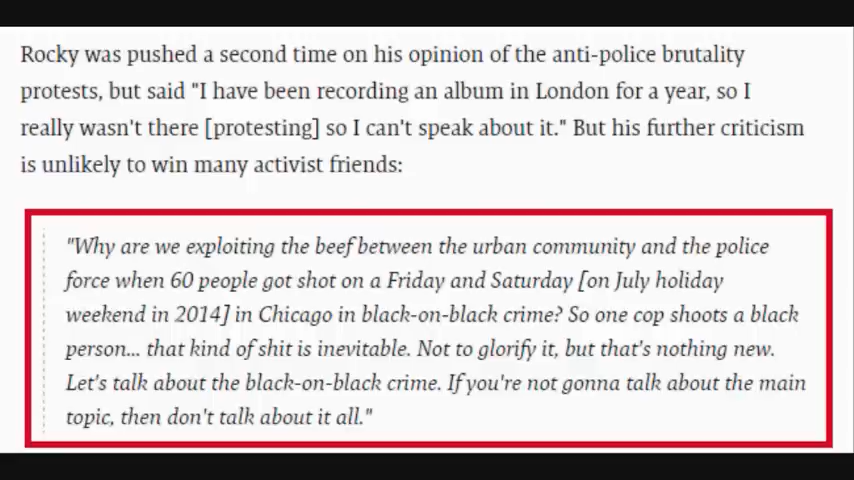 Rocky was pushed a second time on his opinion of the anti-police brutality
protests, but said "I have been recording an album in London for a year, so I
really wasn't there [protesting] so I can't speak about it." But his further criticism
is unlikely to win many activist friends:
"Why are we exploiting the beef between the urban community and the police
force when 60 people got shot on a Friday and Saturday [on July holiday
weekend in 2014] in Chicago in black-on-black crime? So one cop shoots a black
person... that kind of shit is inevitable. Not to glorify it, but that's nothing new.
Let's talk about the black-on-black crime. If you're not gonna talk about the main
topic, then don't talk about it all."